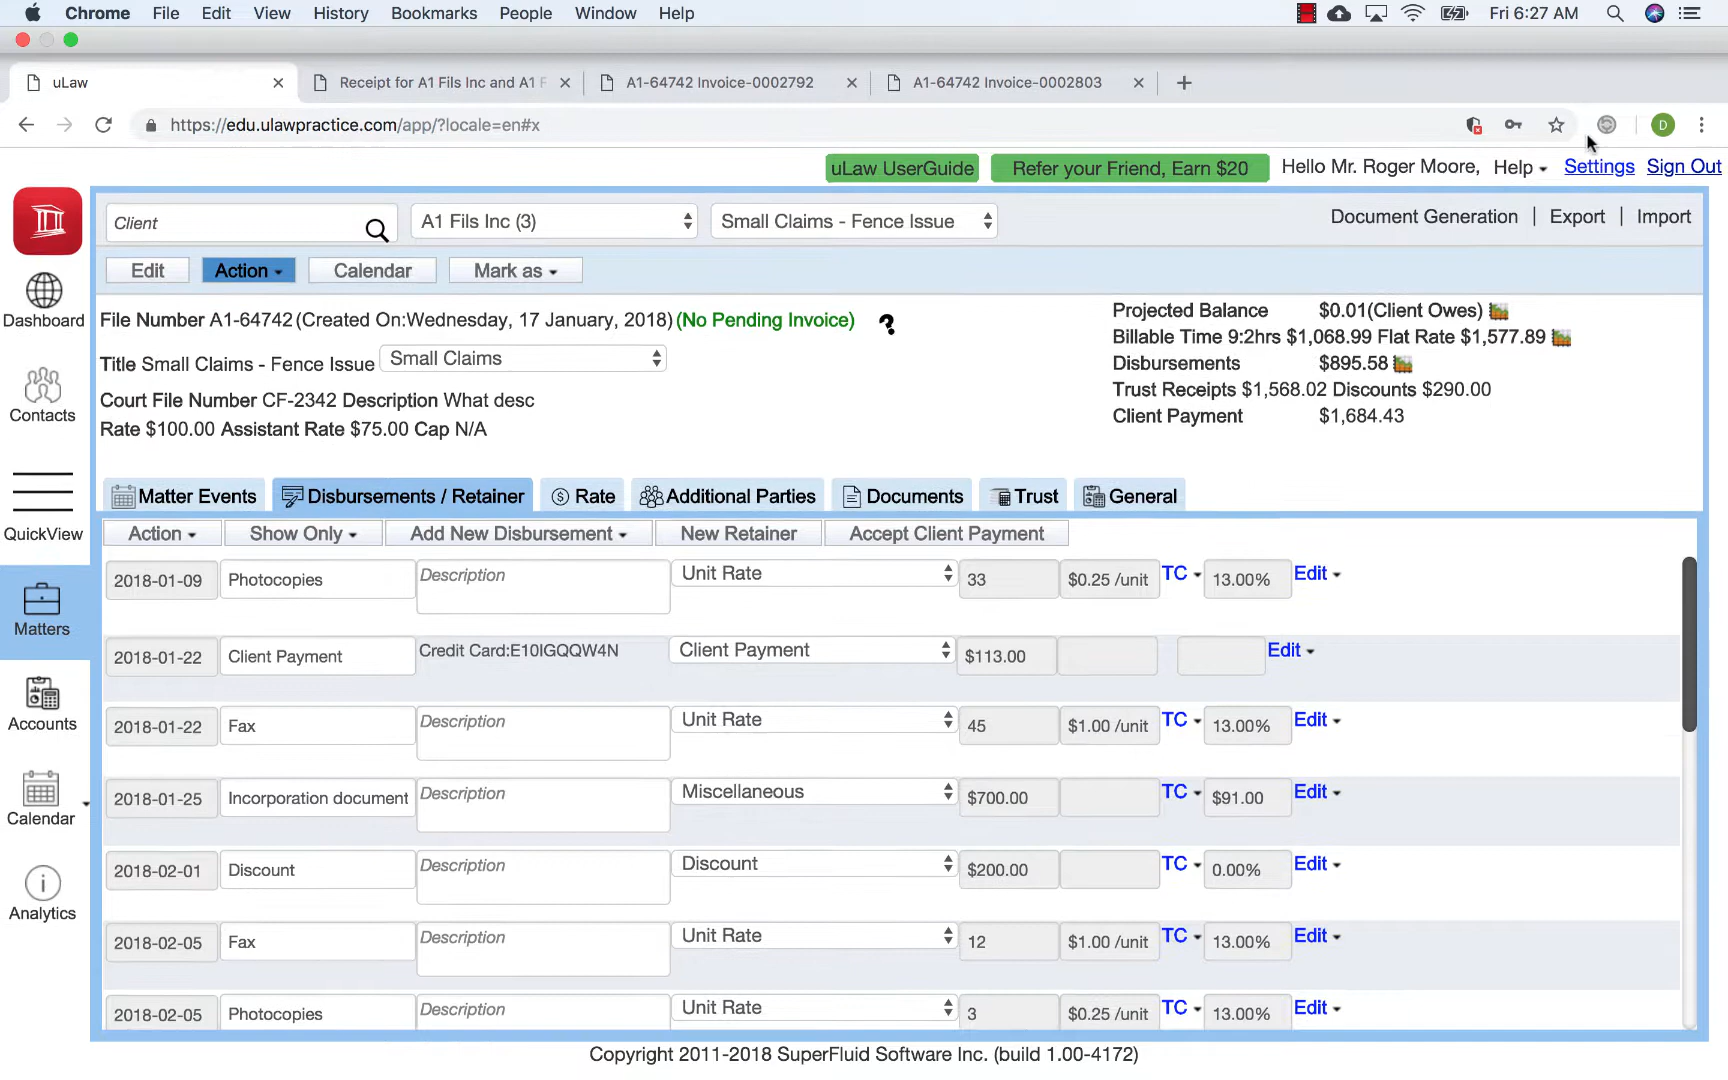 Chrome File Edit View History Bookmarks People Window Help Fri 6:27 AM
uLaw Receipt for A1 Fils Inc and A1 F A1-64742 Invoice-0002792 A1-64742 Invoice-0002803
https://edu.ulawpractice.com/app/?locale=en#x D
uLaw UserGuide Refer your Friend, Earn $20 Hello Mr. Roger Moore, Help Settings Sign Out
Client A1 Fils Inc (3) Small Claims - Fence Issue Document Generation | Export | Import
Edit Action Calendar Mark as
File Number A1-64742 (Created On:Wednesday, 17 January, 2018) (No Pending Invoice) ?
Title Small Claims - Fence Issue Small Claims
Court File Number CF-2342 Description What desc
Rate $100.00 Assistant Rate $75.00 Cap N/A
Projected Balance $0.01(Client Owes)
Billable Time 9:2hrs $1,068.99 Flat Rate $1,577.89
Disbursements $895.58
Trust Receipts $1,568.02 Discounts $290.00
Client Payment $1,684.43
Dashboard
Contacts
QuickView
Matters
Accounts
Calendar
Analytics
Matter Events Disbursements / Retainer Rate Additional Parties Documents Trust General
Action Show Only Add New Disbursement New Retainer Accept Client Payment
2018-01-09 Photocopies Description Unit Rate 33 $0.25 /unit TC 13.00% Edit
2018-01-22 Client Payment Credit Card:E10IGQQW4N Client Payment $113.00 Edit
2018-01-22 Fax Description Unit Rate 45 $1.00 /unit TC 13.00% Edit
2018-01-25 Incorporation document Description Miscellaneous $700.00 TC $91.00 Edit
2018-02-01 Discount Description Discount $200.00 TC 0.00% Edit
2018-02-05 Fax Description Unit Rate 12 $1.00 /unit TC 13.00% Edit
2018-02-05 Photocopies Description Unit Rate 3 $0.25 /unit TC 13.00% Edit
Copyright 2011-2018 SuperFluid Software Inc. (build 1.00-4172)